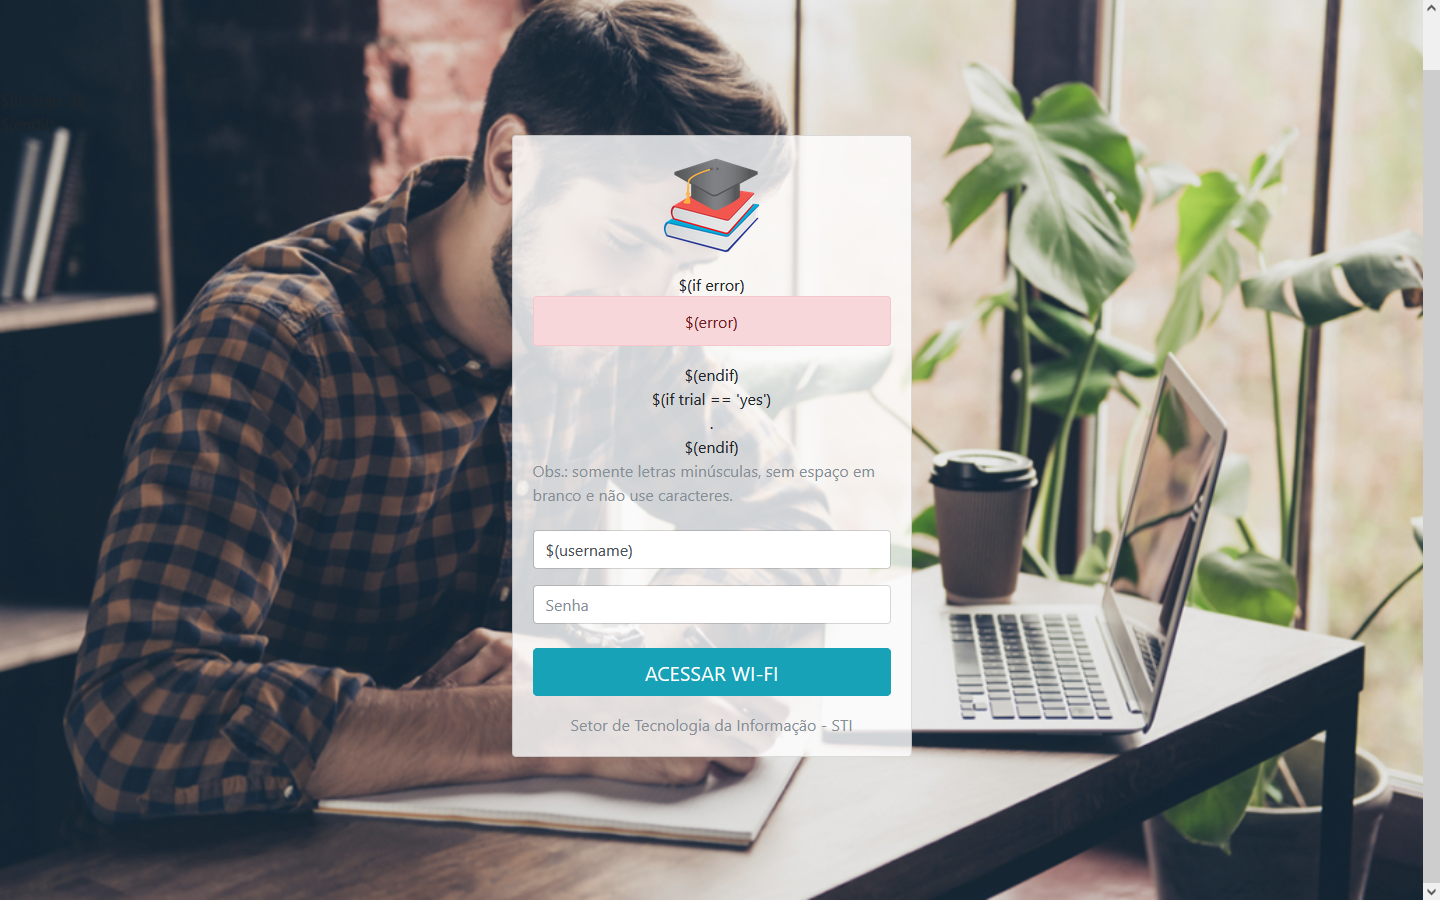 $(if error)
$(error)
$(endif)
$(if trial == 'yes')
.
$(endif)
Obs.: somente letras minúsculas, sem espaço em
branco e não use caracteres.
$(username)
Senha
ACESSAR WI-FI
Setor de Tecnologia da Informação - STI